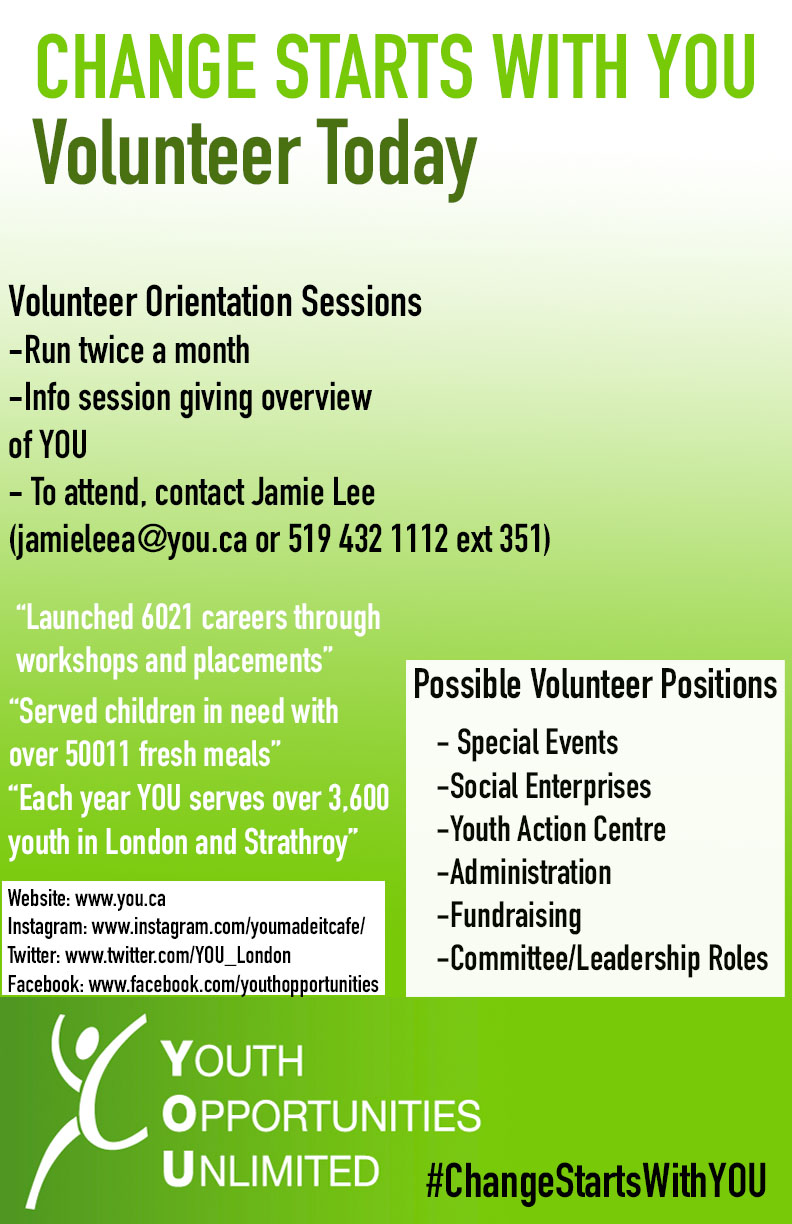 CHANGE STARTS WITH YOU
Volunteer Today
Volunteer Orientation Sessions
-Run twice a month
-Info session giving overview
of YOU
- To attend, contact Jamie Lee
(jamieleea@you.ca or 519 432 1112 ext 351)
“Launched 6021 careers through
workshops and placements”
“Served children in need with
over 50011 fresh meals”
“Each year YOU serves over 3,600
youth in London and Strathroy”
Possible Volunteer Positions
- Special Events
-Social Enterprises
-Youth Action Centre
-Administration
-Fundraising
-Committee/Leadership Roles
Website: www.you.ca
Instagram: www.instagram.com/youmadeitcafe/
Twitter: www.twitter.com/YOU_London
Facebook: www.facebook.com/youthopportunities
YOUTH
OPPORTUNITIES
UNLIMITED
#ChangeStartsWithYOU